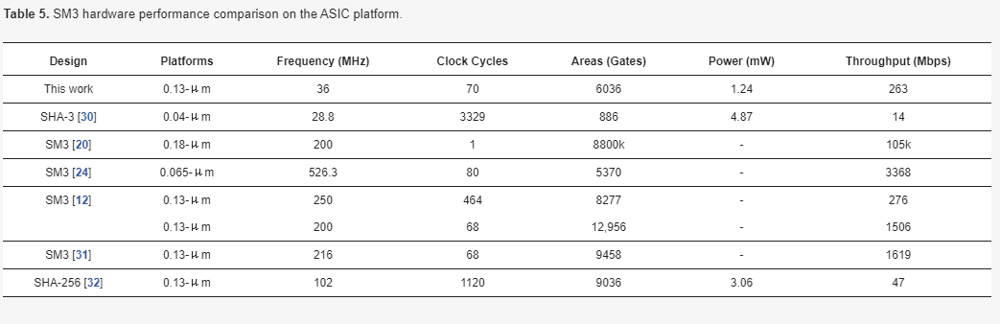 Table 5. SM3 hardware performance comparison on the ASIC platform.
Design Platforms Frequency (MHz) Clock Cycles Areas (Gates) Power (mW) Throughput (Mbps)
This work 0.13-μm 36 70 6036 1.24 263
SHA-3 [30] 0.04-μm 28.8 3329 886 4.87 14
SM3 [20] 0.18-μm 200 1 8800k - 105k
SM3 [24] 0.065-μm 526.3 80 5370 - 3368
SM3 [12] 0.13-μm 250 464 8277 - 276
0.13-μm 200 68 12,956 - 1506
SM3 [31] 0.13-μm 216 68 9458 - 1619
SHA-256 [32] 0.13-μm 102 1120 9036 3.06 47